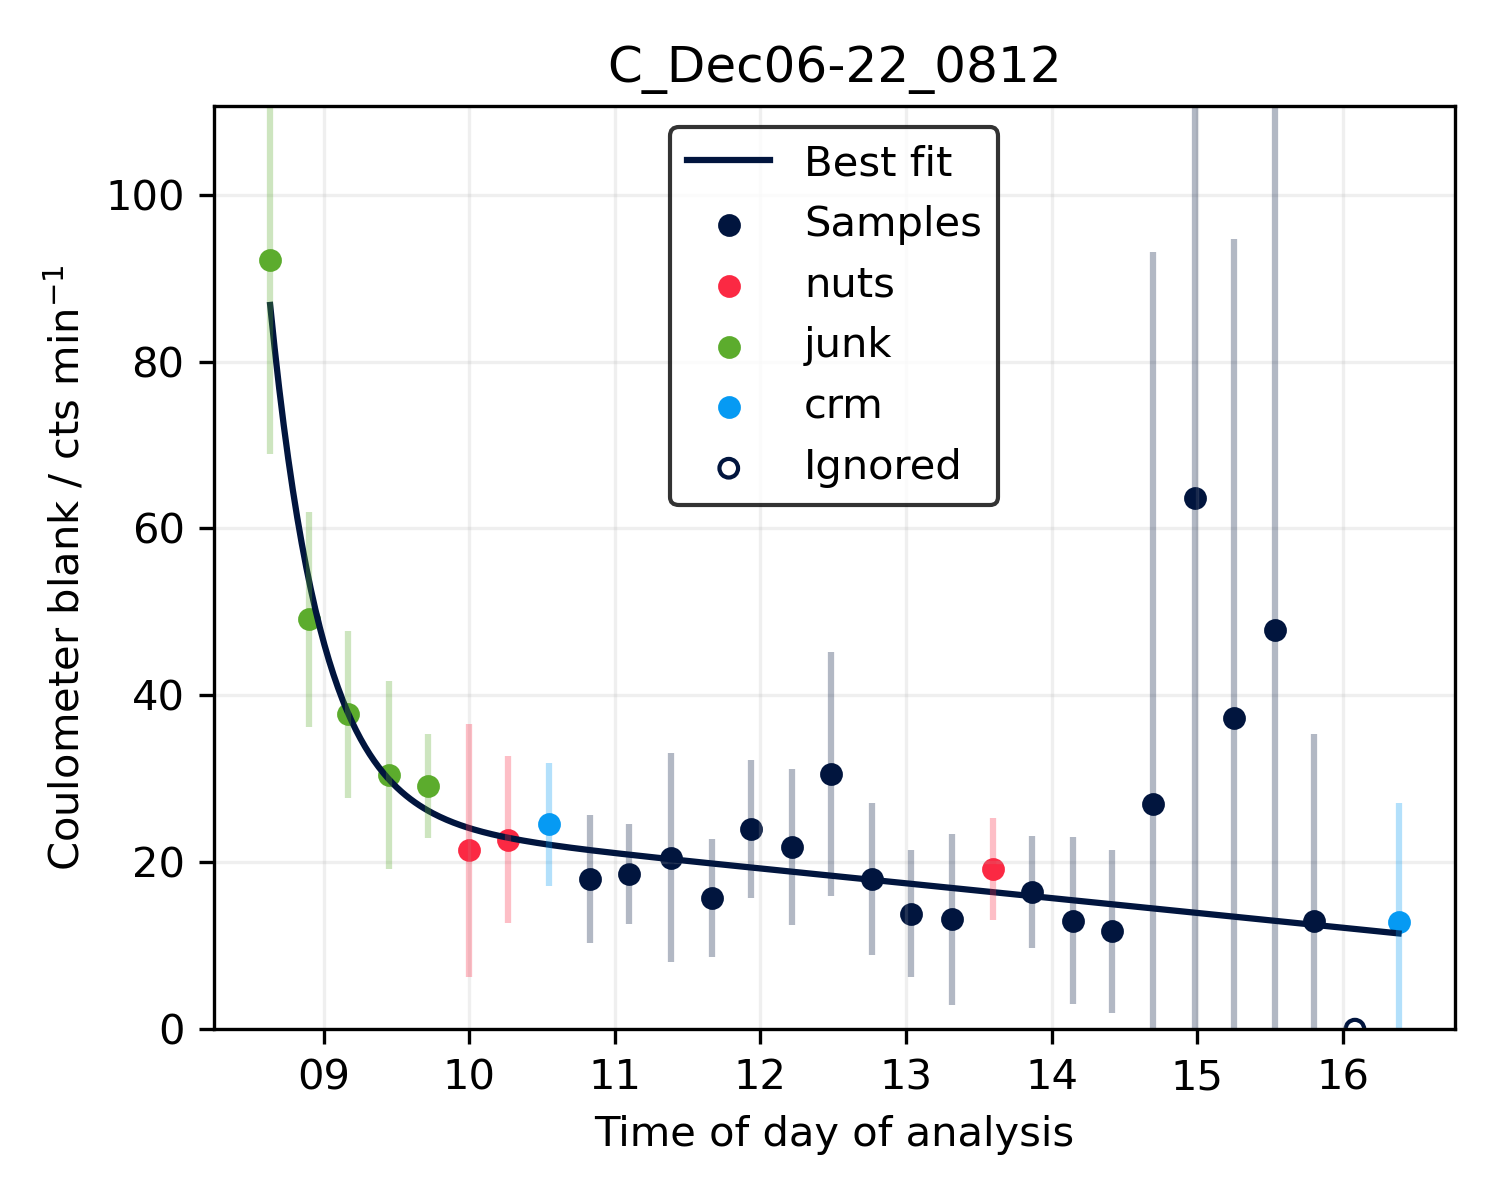 C_Dec06-22_0812
Best fit
Samples
nuts
junk
crm
Ignored
Coulometer blank / cts min⁻¹
100
80
60
40
20
0
09 10 11 12 13 14 15 16
Time of day of analysis